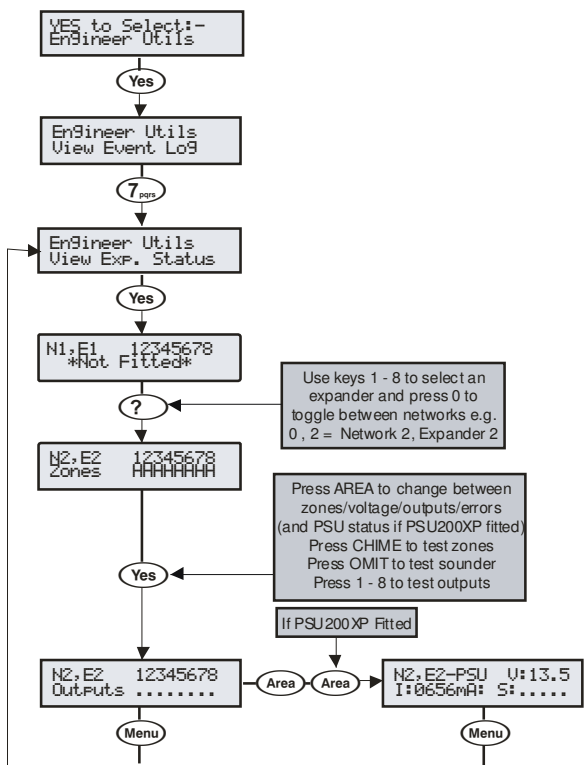 YES to Select:-
Engineer Utils
Yes
Engineer Utils
View Event Log
7pqrs
Engineer Utils
View Exp. Status
Yes
N1,E1 12345678
*Not Fitted*
?
Use keys 1 - 8 to select an
expander and press 0 to
toggle between networks e.g.
0 , 2 = Network 2, Expander 2
N2,E2 12345678
Zones AAAAAAAA
Press AREA to change between
zones/voltage/outputs/errors
(and PSU status if PSU200XP fitted)
Press CHIME to test zones
Press OMIT to test sounder
Press 1 - 8 to test outputs
Yes
If PSU200XP Fitted
N2,E2 12345678
Outputs ........
Area
Area
N2,E2-PSU V:13.5
I:0656mA: S:.....
Menu
Menu